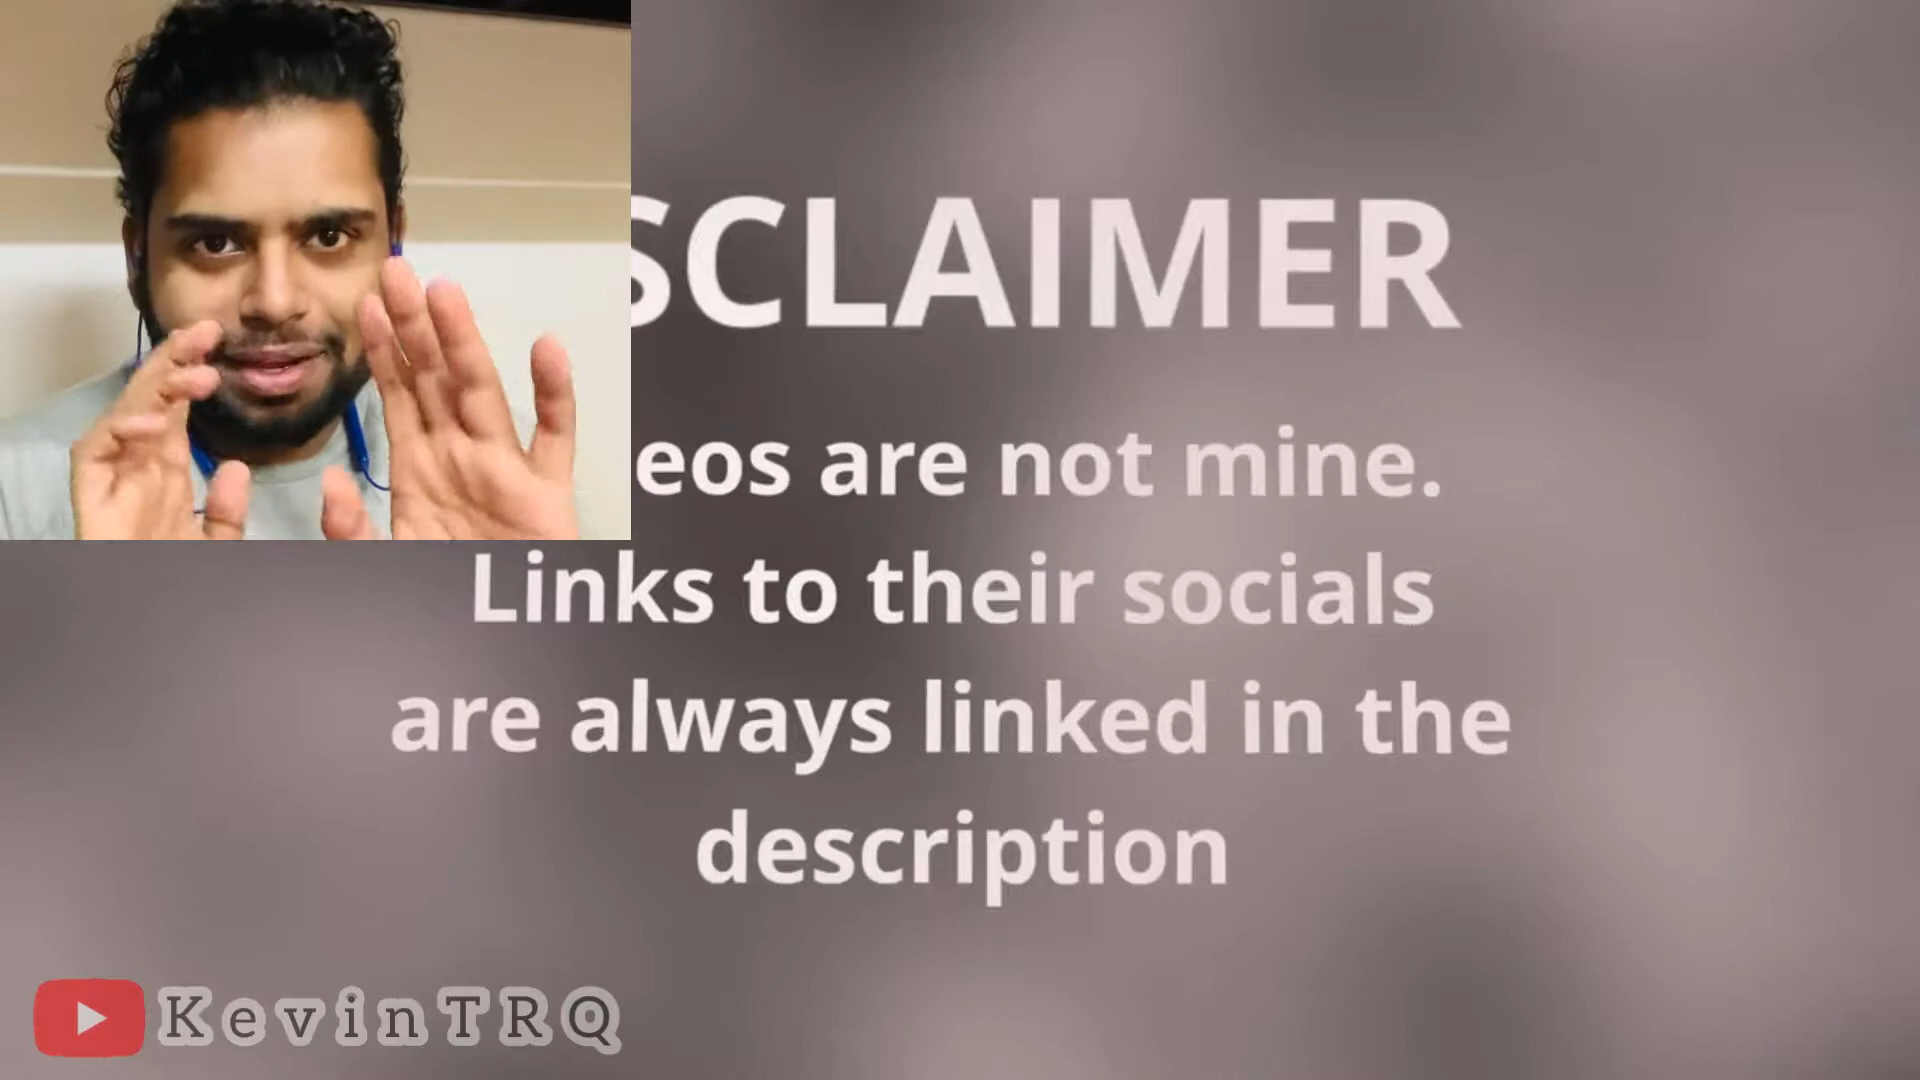 SCLAIMER
eos are not mine.
Links to their socials
are always linked in the
description
KevinTRQ